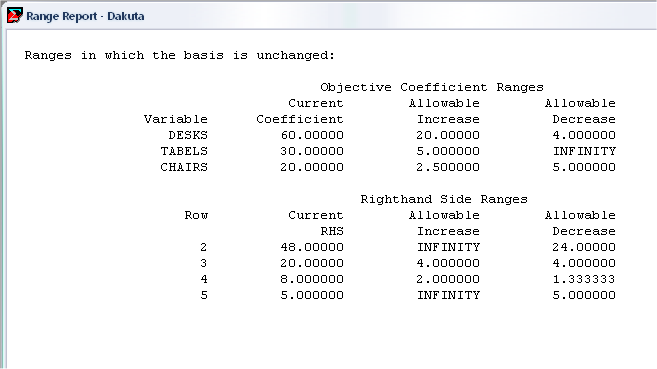 Range Report - Dakuta
Ranges in which the basis is unchanged:
Objective Coefficient Ranges
Current Allowable Allowable
Variable Coefficient Increase Decrease
DESKS 60.00000 20.00000 4.000000
TABELS 30.00000 5.000000 INFINITY
CHAIRS 20.00000 2.500000 5.000000
Righthand Side Ranges
Row Current Allowable Allowable
RHS Increase Decrease
2 48.00000 INFINITY 24.00000
3 20.00000 4.000000 4.000000
4 8.000000 2.000000 1.333333
5 5.000000 INFINITY 5.000000